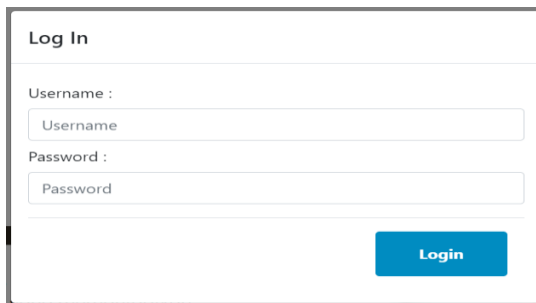 Log In
Username :
Username
Password :
Password
Login